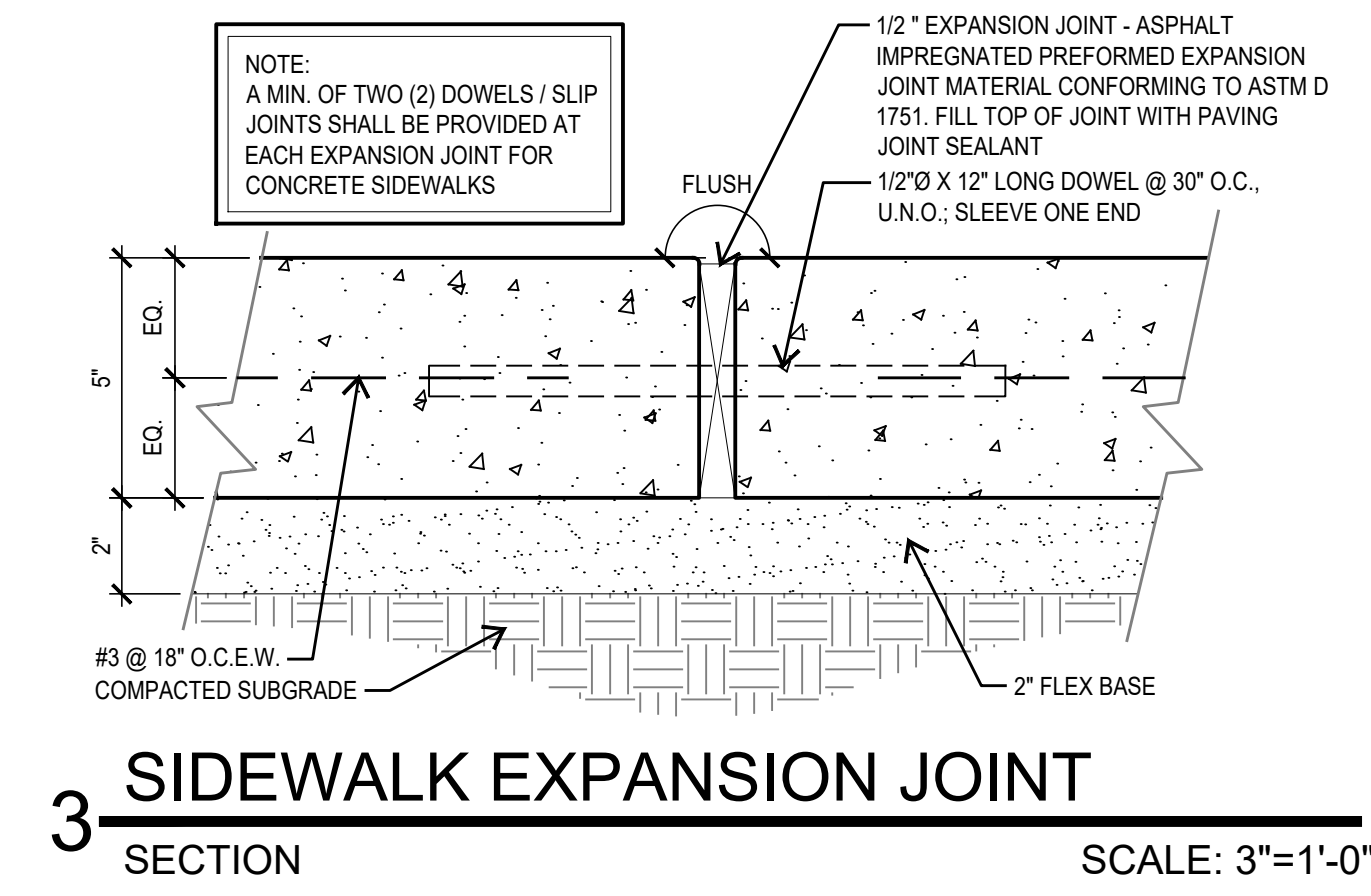 NOTE:
A MIN. OF TWO (2) DOWELS / SLIP
JOINTS SHALL BE PROVIDED AT
EACH EXPANSION JOINT FOR
CONCRETE SIDEWALKS
1/2 " EXPANSION JOINT - ASPHALT
IMPREGNATED PREFORMED EXPANSION
JOINT MATERIAL CONFORMING TO ASTM D
1751. FILL TOP OF JOINT WITH PAVING
JOINT SEALANT
FLUSH
1/2"Ø X 12" LONG DOWEL @ 30" O.C.,
U.N.O.; SLEEVE ONE END
EQ.
5"
EQ.
2"
#3 @ 18" O.C.E.W.
COMPACTED SUBGRADE
2" FLEX BASE
3
SIDEWALK EXPANSION JOINT
SECTION
SCALE: 3"=1'-0"